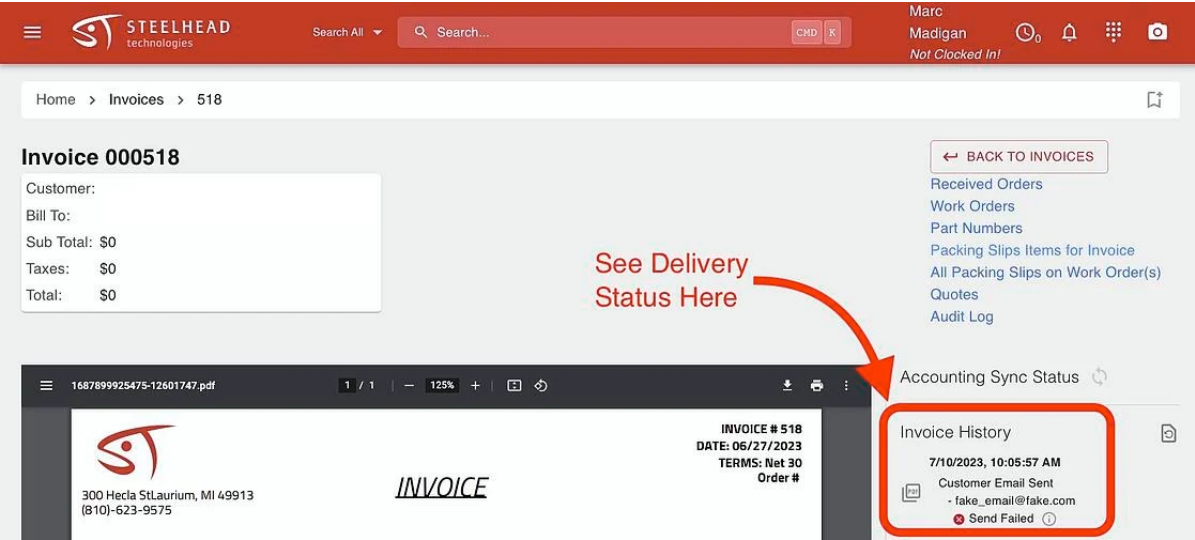 STEELHEAD
technologies
Search All
Search...
CMD K
Marc
Madigan
Not Clocked In!
0
Home > Invoices > 518
Invoice 000518
Customer:
Bill To:
Sub Total: $0
Taxes: $0
Total: $0
BACK TO INVOICES
Received Orders
Work Orders
Part Numbers
Packing Slips Items for Invoice
All Packing Slips on Work Order(s)
Quotes
Audit Log
See Delivery
Status Here
1687899925475-12601747.pdf
1 / 1 | − 125% + |
300 Hecla StLaurium, MI 49913
(810)-623-9575
INVOICE
INVOICE # 518
DATE: 06/27/2023
TERMS: Net 30
Order #
Accounting Sync Status
Invoice History
7/10/2023, 10:05:57 AM
PDF
Customer Email Sent
- fake_email@fake.com
Send Failed